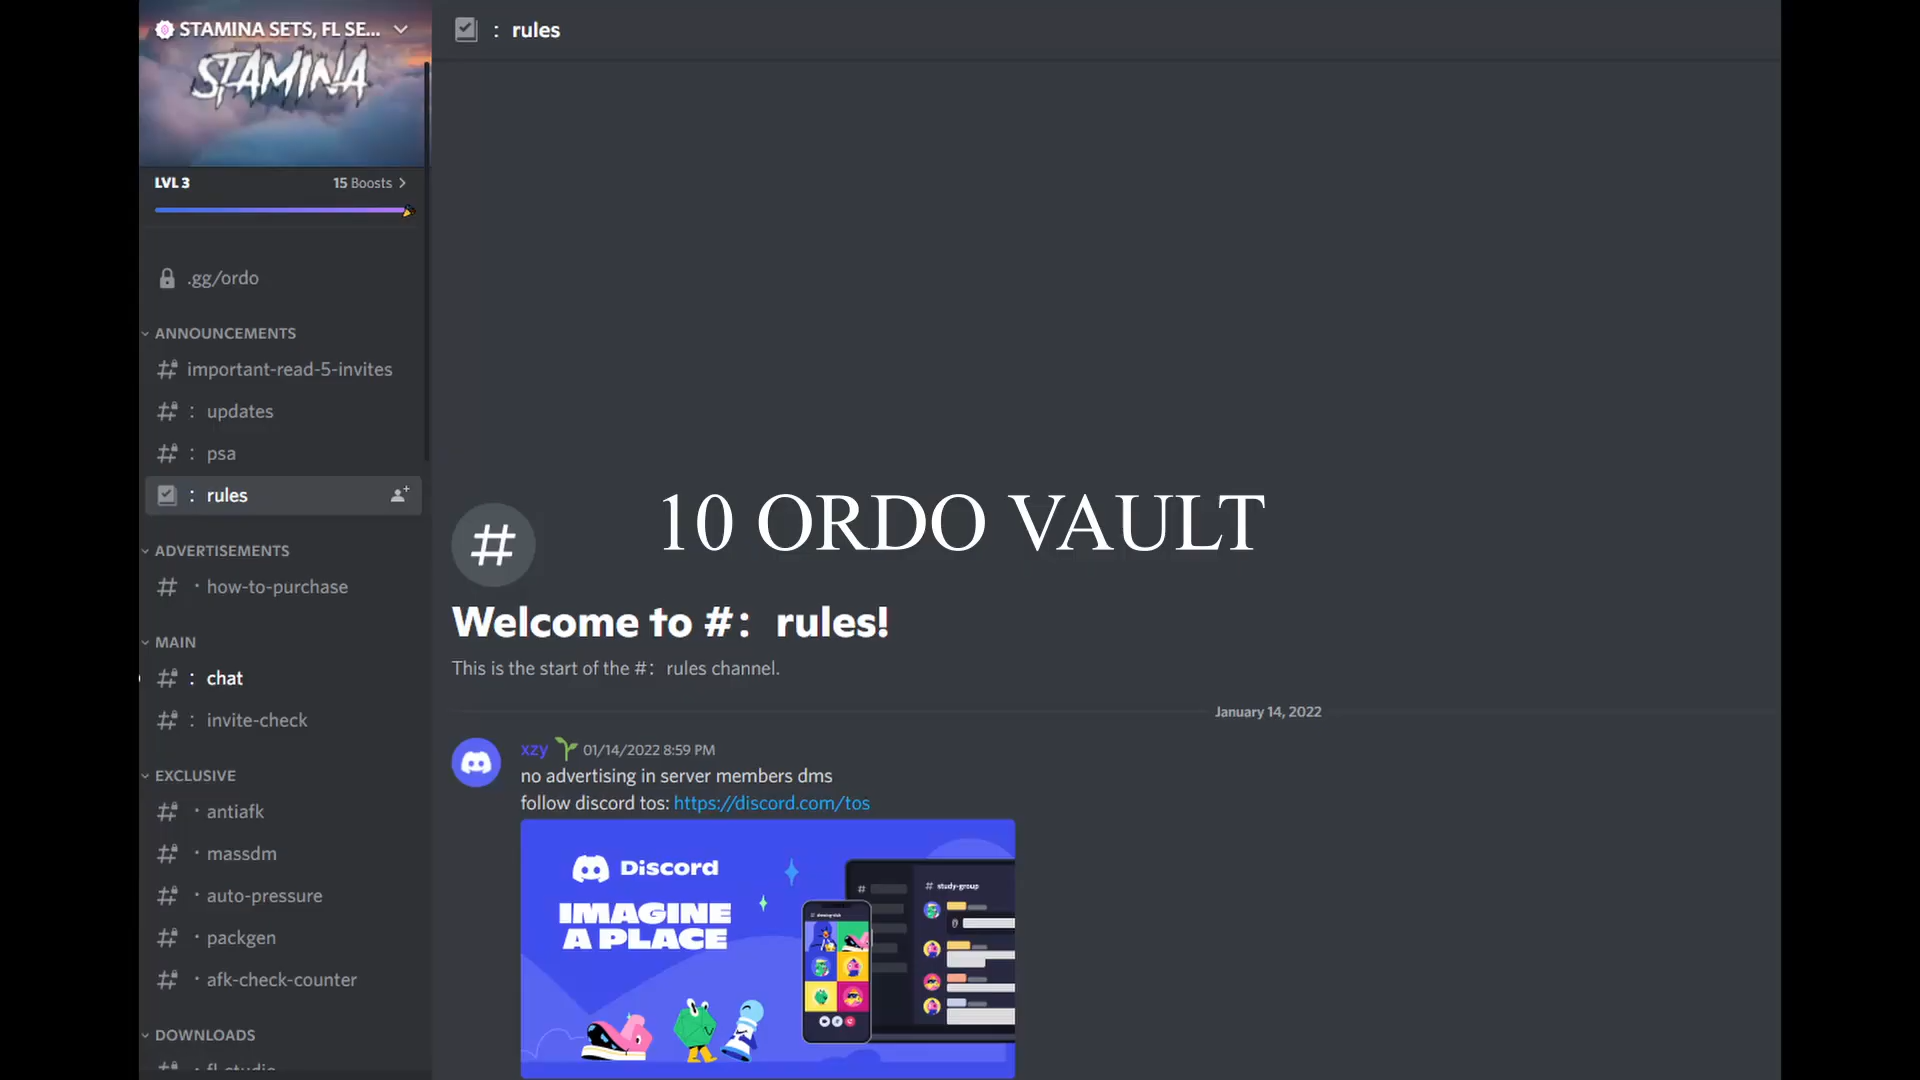 STAMINA SETS, FL SE...
STAMINA
LVL 3
15 Boosts
.gg/ordo
ANNOUNCEMENTS
important-read-5-invites
: updates
: psa
: rules
ADVERTISEMENTS
· how-to-purchase
MAIN
: chat
: invite-check
EXCLUSIVE
· antiafk
· massdm
· auto-pressure
· packgen
· afk-check-counter
DOWNLOADS
: rules
10 ORDO VAULT
#
Welcome to #: rules!
This is the start of the #: rules channel.
January 14, 2022
xzy 01/14/2022 8:59 PM
no advertising in server members dms
follow discord tos: https://discord.com/tos
Discord
IMAGINE
A PLACE
# study-group